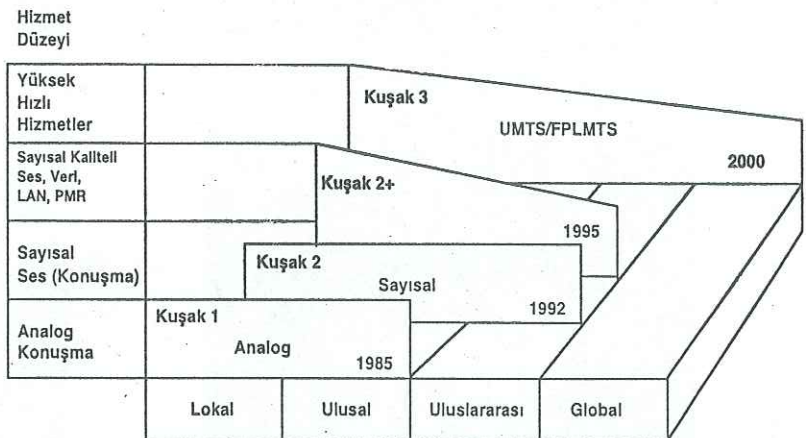 Hizmet
Düzeyi
Yüksek
Hızlı
Hizmetler
Kuşak 3
UMTS/FPLMTS
2000
Sayısal Kaliteli
Ses, Veri,
LAN, PMR
Kuşak 2+
1995
Sayısal
Ses (Konuşma)
Kuşak 2
Sayısal
1992
Analog
Konuşma
Kuşak 1
Analog
1985
Lokal
Ulusal
Uluslararası
Global